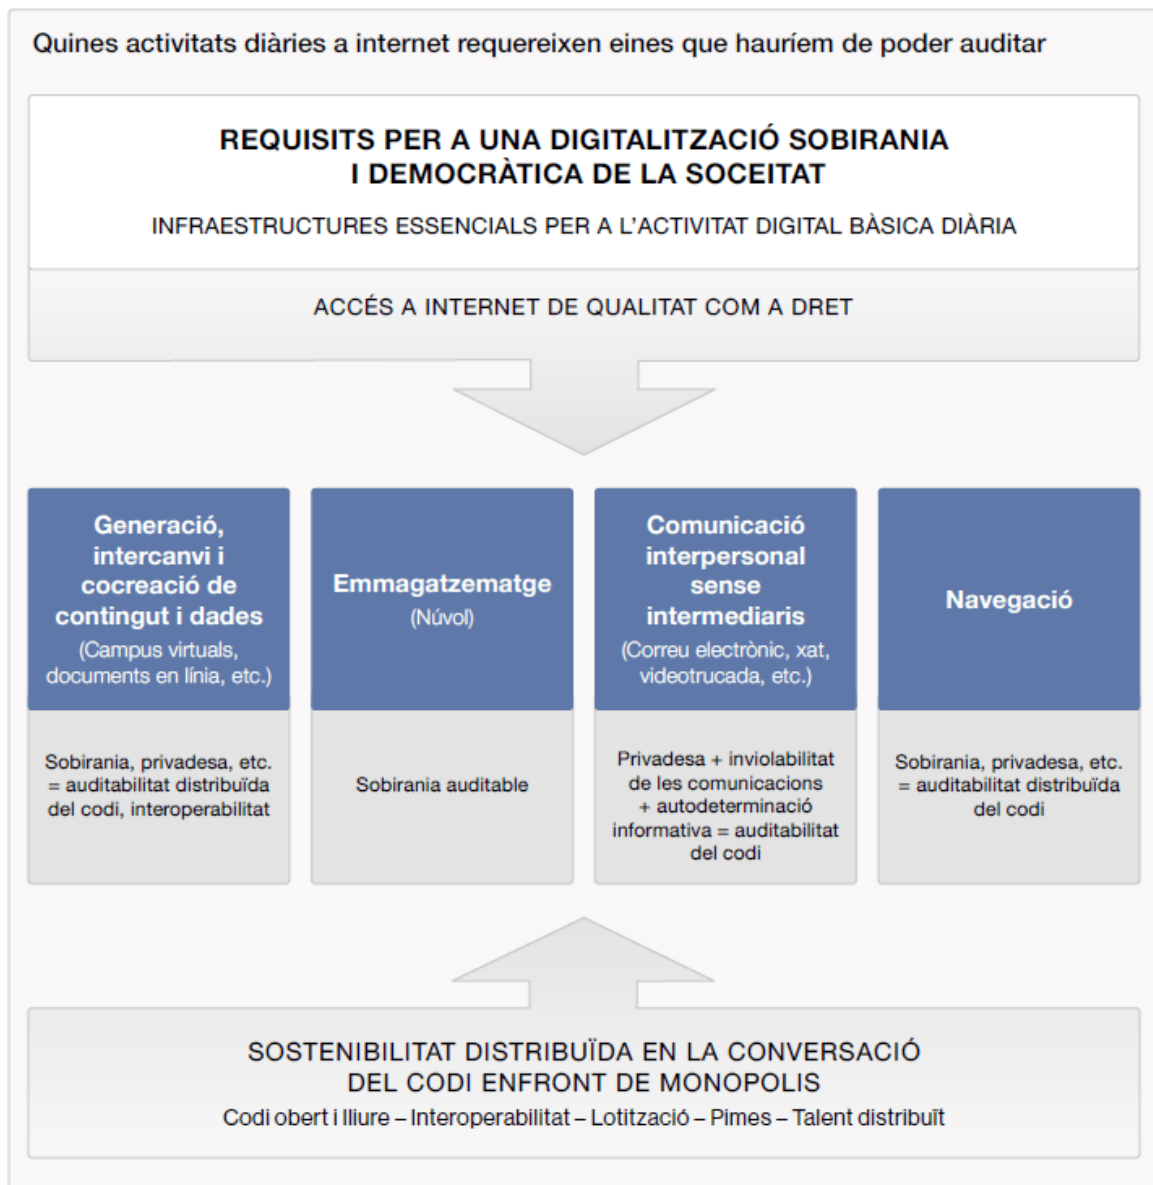 Quines activitats diàries a internet requereixen eines que hauríem de poder auditar
REQUISITS PER A UNA DIGITALITZACIÓ SOBIRANIA
I DEMOCRÀTICA DE LA SOCEITAT
INFRAESTRUCTURES ESSENCIALS PER A L'ACTIVITAT DIGITAL BÀSICA DIÀRIA
ACCÉS A INTERNET DE QUALITAT COM A DRET
Generació,
intercanvi i
cocreació de
contingut i dades
(Campus virtuals,
documents en línia, etc.)
Sobirania, privadesa, etc.
= auditabilitat distribuïda
del codi, interoperabilitat
Emmagatzematge
(Núvol)
Sobirania auditable
Comunicació
interpersonal
sense
intermediaris
(Correu electrònic, xat,
videotrucada, etc.)
Privadesa + inviolabilitat
de les comunicacions
+ autodeterminació
informativa = auditabilitat
del codi
Navegació
Sobirania, privadesa, etc.
= auditabilitat distribuïda
del codi
SOSTENIBILITAT DISTRIBUÏDA EN LA CONVERSACIÓ
DEL CODI ENFRONT DE MONOPOLIS
Codi obert i lliure – Interoperabilitat – Lotització – Pimes – Talent distribuït